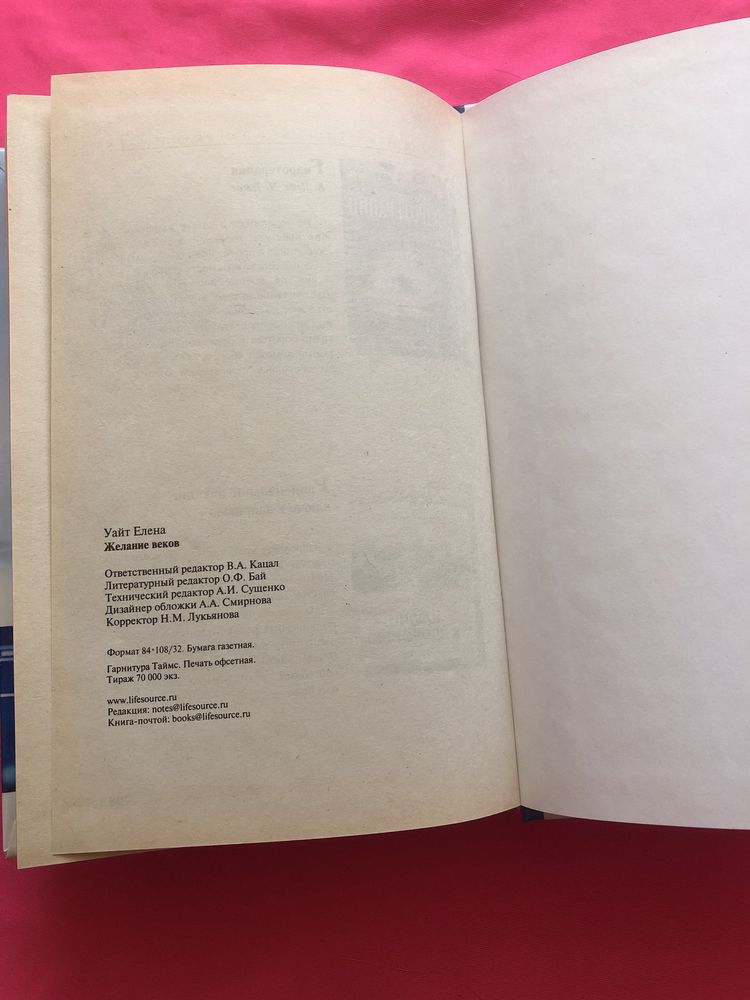 Уайт Елена
Желание веков
Ответственный редактор В.А. Кацал
Литературный редактор О.Ф. Бай
Технический редактор А.И. Сущенко
Дизайнер обложки А.А. Смирнова
Корректор Н.М. Лукьянова
Формат 84*108/32. Бумага газетная.
Гарнитура Таймс. Печать офсетная.
Тираж 70 000 экз.
www.lifesource.ru
Редакция: notes@lifesource.ru
Книга-почтой: books@lifesource.ru